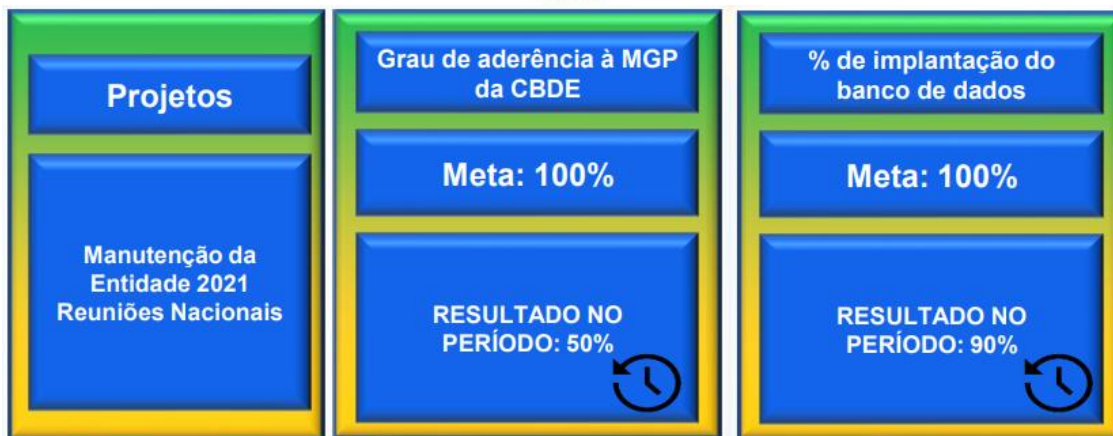 Projetos
Manutenção da
Entidade 2021
Reuniões Nacionais
Grau de aderência à MGP
da CBDE
Meta: 100%
RESULTADO NO
PERÍODO: 50%
% de implantação do
banco de dados
Meta: 100%
RESULTADO NO
PERÍODO: 90%